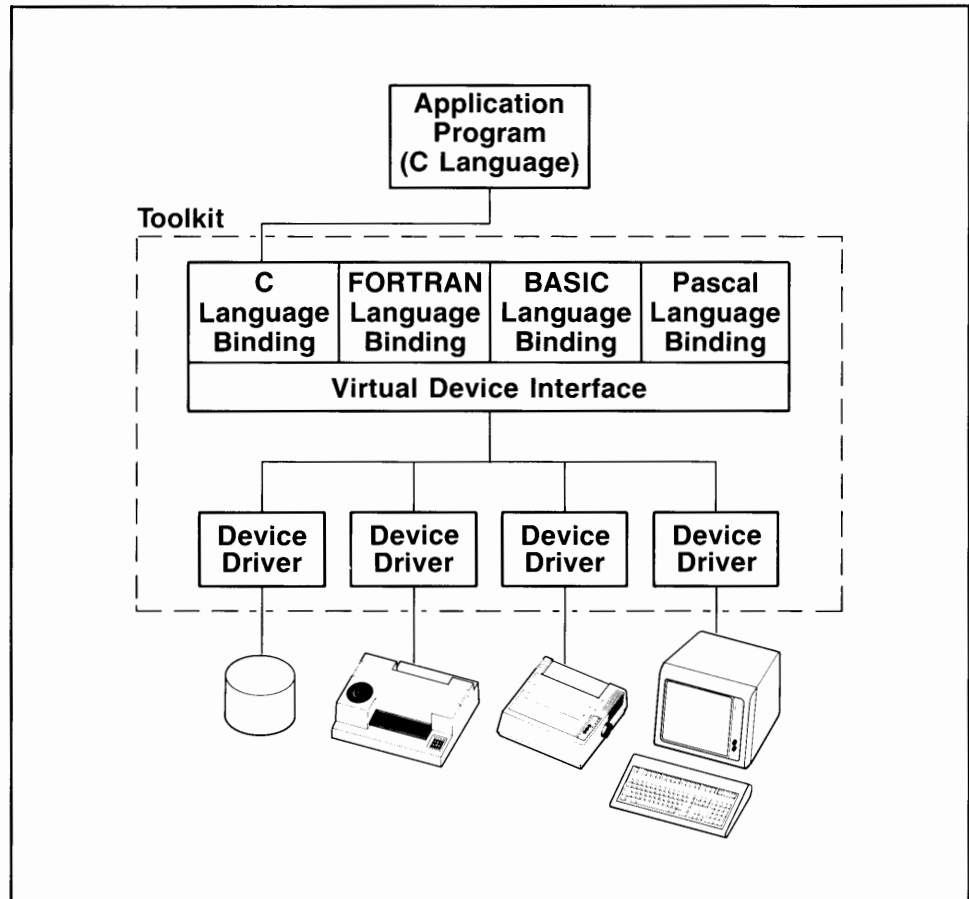 Application
Program
(C Language)
Toolkit
C
Language
Binding
FORTRAN
Language
Binding
BASIC
Language
Binding
Pascal
Language
Binding
Virtual Device Interface
Device
Driver
Device
Driver
Device
Driver
Device
Driver